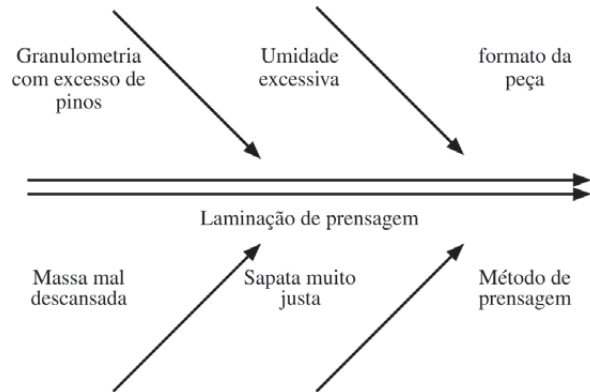 Granulometria
com excesso de
pinos
Umidade
excessiva
formato da
peça
Laminação de prensagem
Massa mal
descansada
Sapata muito
justa
Método de
prensagem